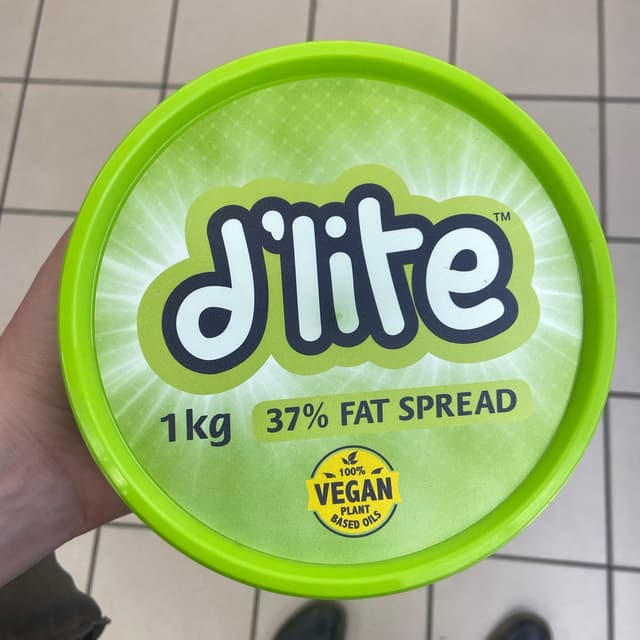 d'lite™
1kg 37% FAT SPREAD
100%
VEGAN
PLANT
BASED OILS